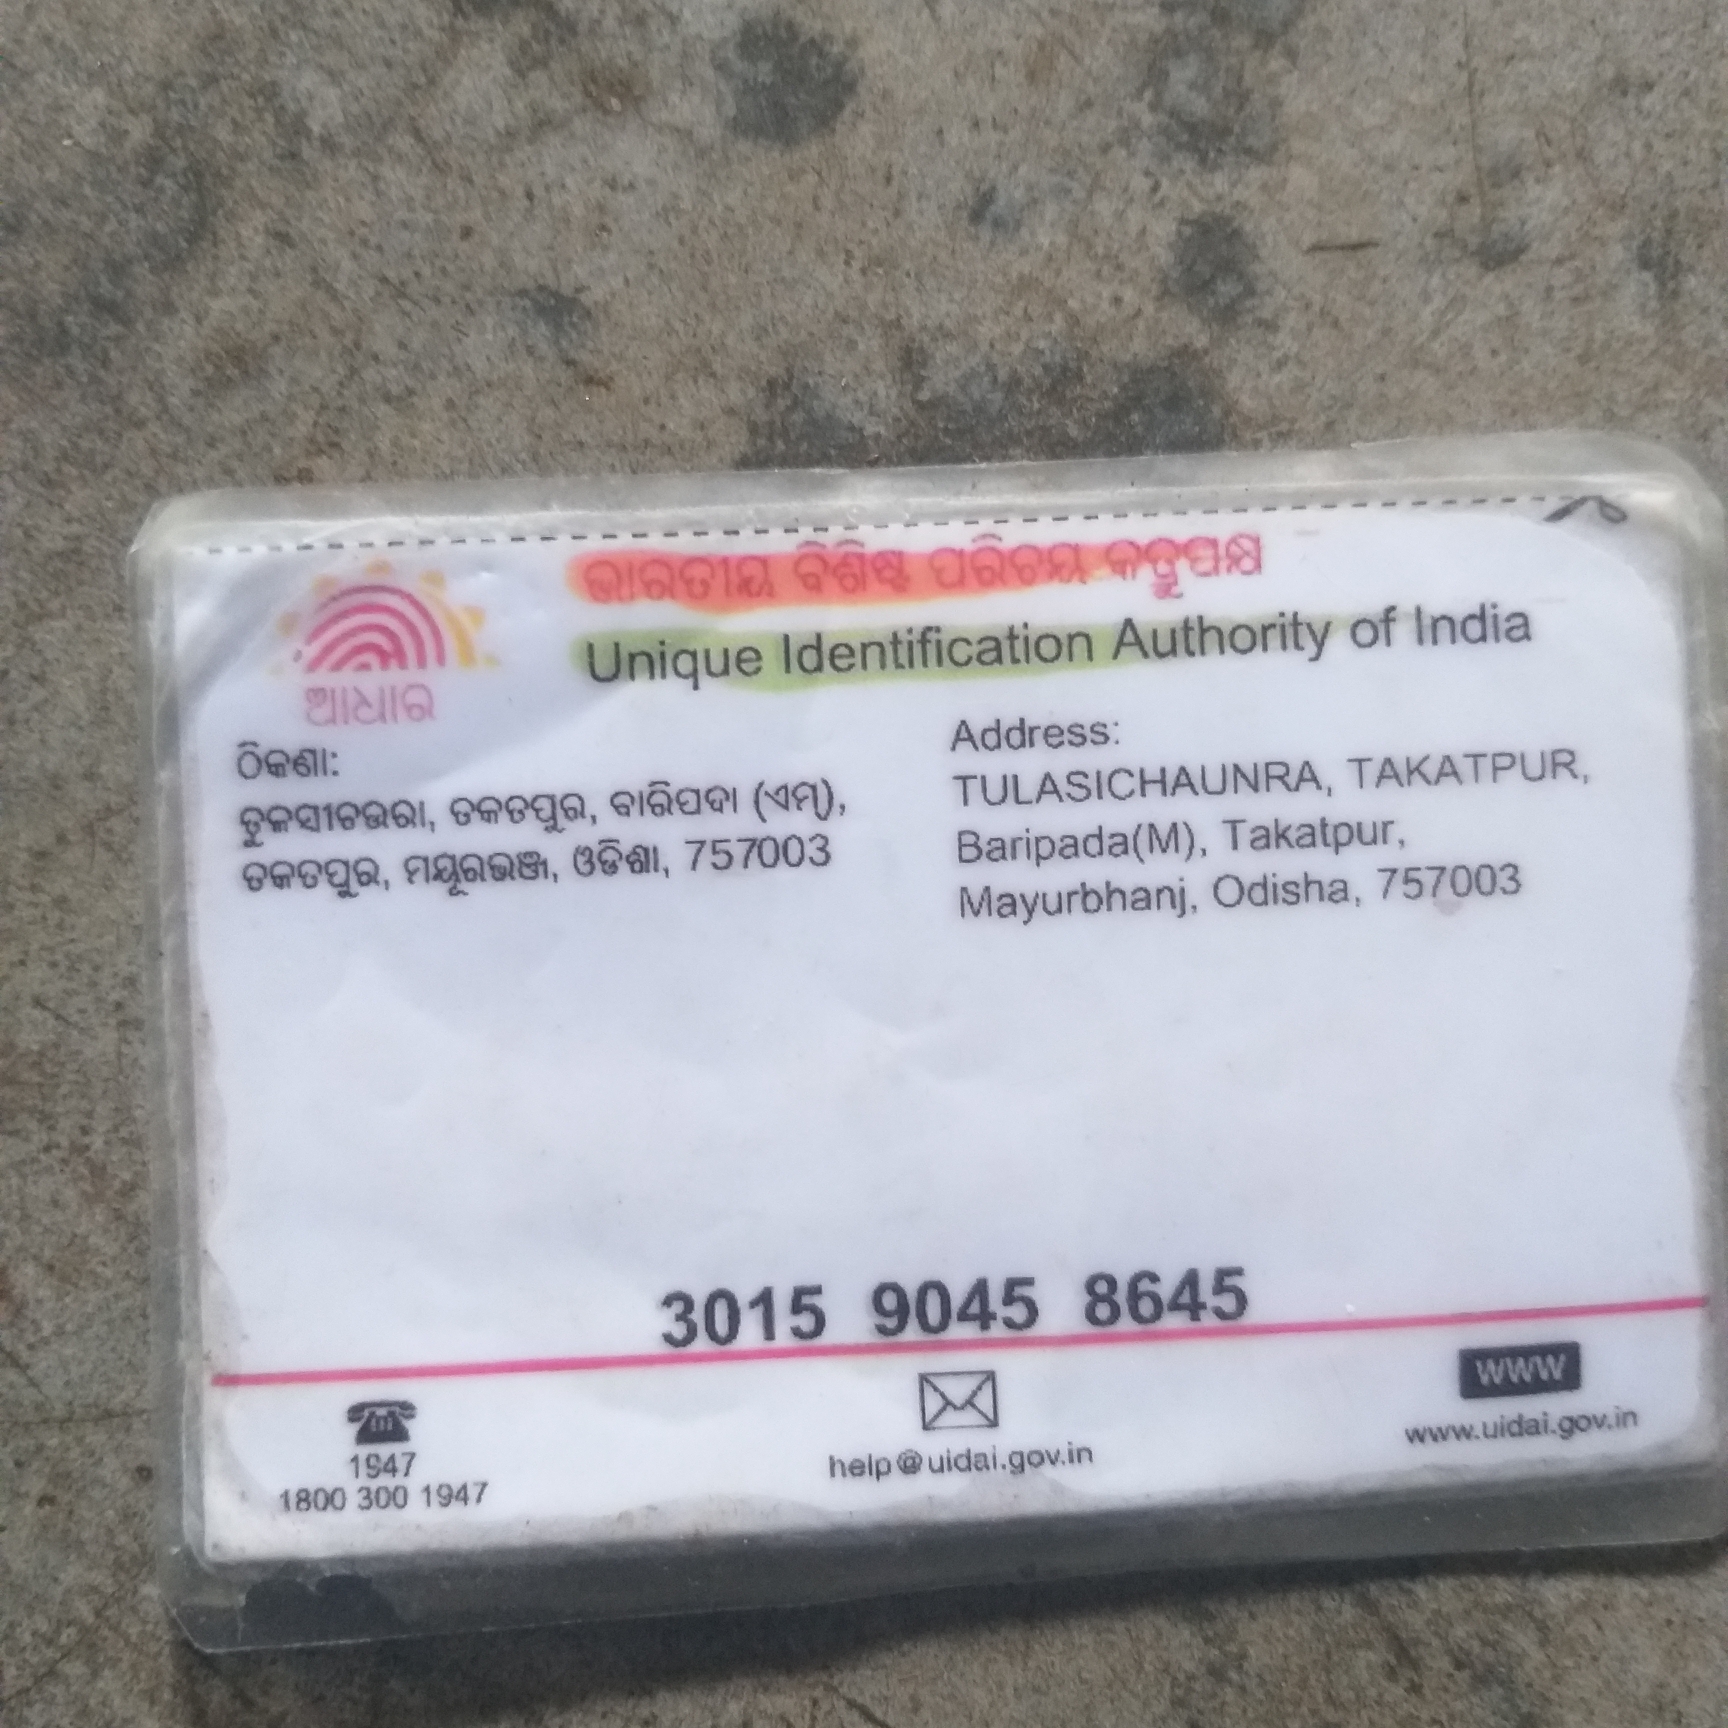 ଭାରତୀୟ ବିଶିଷ୍ଟ ପରିଚୟ କତ୍ତୃପକ୍ଷ
Unique Identification Authority of India
ଆଧାର
ଠିକଣା:
ତୁଳସୀଚଉରା, ତକତପୁର, ବାରିପଦା (ଏମ୍),
ତକତପୁର, ମୟୂରଭଞ୍ଜ, ଓଡିଶା, 757003
Address:
TULASICHAUNRA, TAKATPUR,
Baripada(M), Takatpur,
Mayurbhanj, Odisha, 757003
3015 9045 8645
1947
1800 300 1947
help@uidai.gov.in
WWW
www.uidai.gov.in